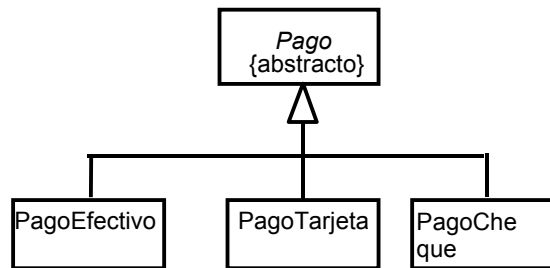 Pago
{abstracto}
PagoEfectivo
PagoTarjeta
PagoChe
que